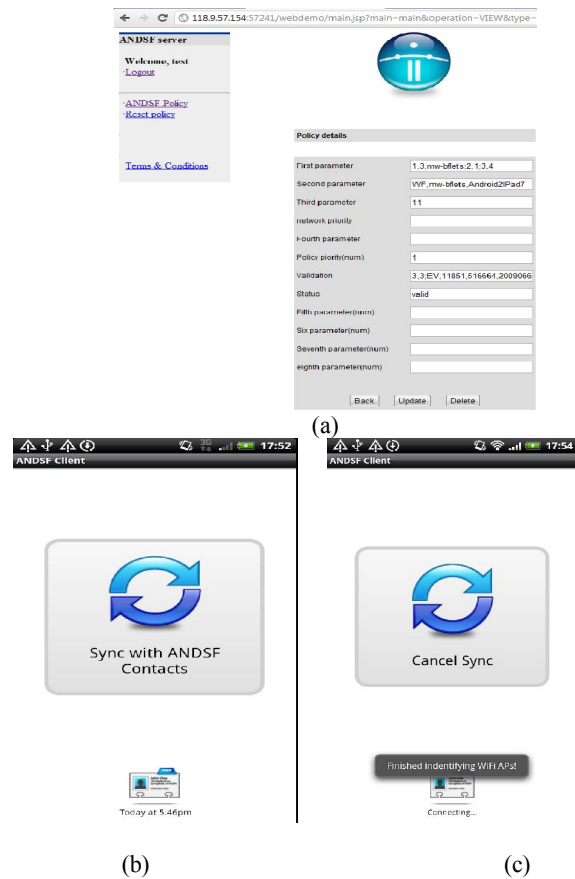 118.9.57.154:57241/webdemo/main.jsp?main-main&operation-VIEW&type-
ANDSF server
Welcome, test
·Logout
·ANDSF Policy
·Reset policy
Terms & Conditions
Policy details
First parameter 1,3,mw-bflets;2,1;3,4
Second parameter WF,mw-bflets,Android2IPad7
Third parameter 11
network priority
Fourth parameter
Policy piority(num) 1
Validation 3,3;EV,11851,516664,2009066
Status valid
Fifth parameter(num)
Six parameter(num)
Seventh parameter(num)
eighth parameter(num)
Back Update Delete
(a)
3G 17:52
ANDSF Client
Sync with ANDSF
Contacts
Today at 5:46pm
(b)
17:54
ANDSF Client
Cancel Sync
Finished indentifying WiFi APs!
Connecting...
(c)